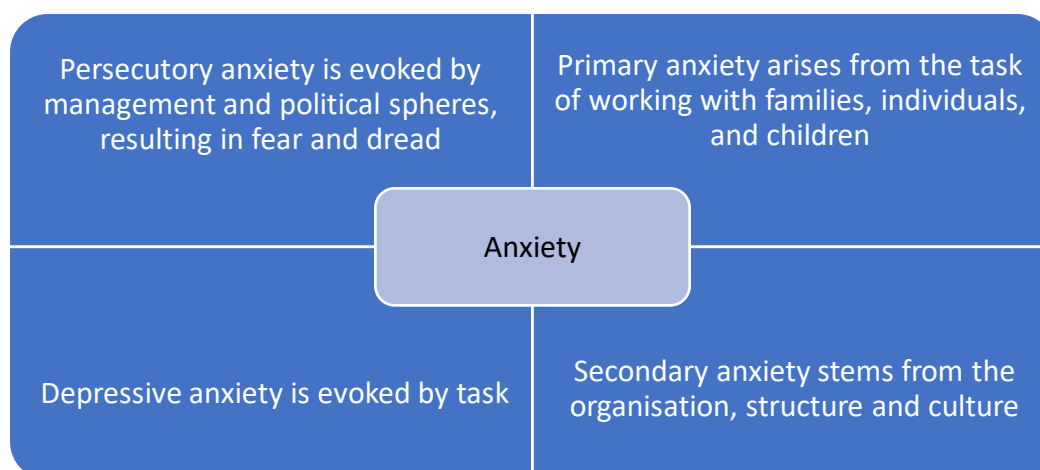 Persecutory anxiety is evoked by
management and political spheres,
resulting in fear and dread
Primary anxiety arises from the task
of working with families, individuals,
and children
Anxiety
Depressive anxiety is evoked by task
Secondary anxiety stems from the
organisation, structure and culture